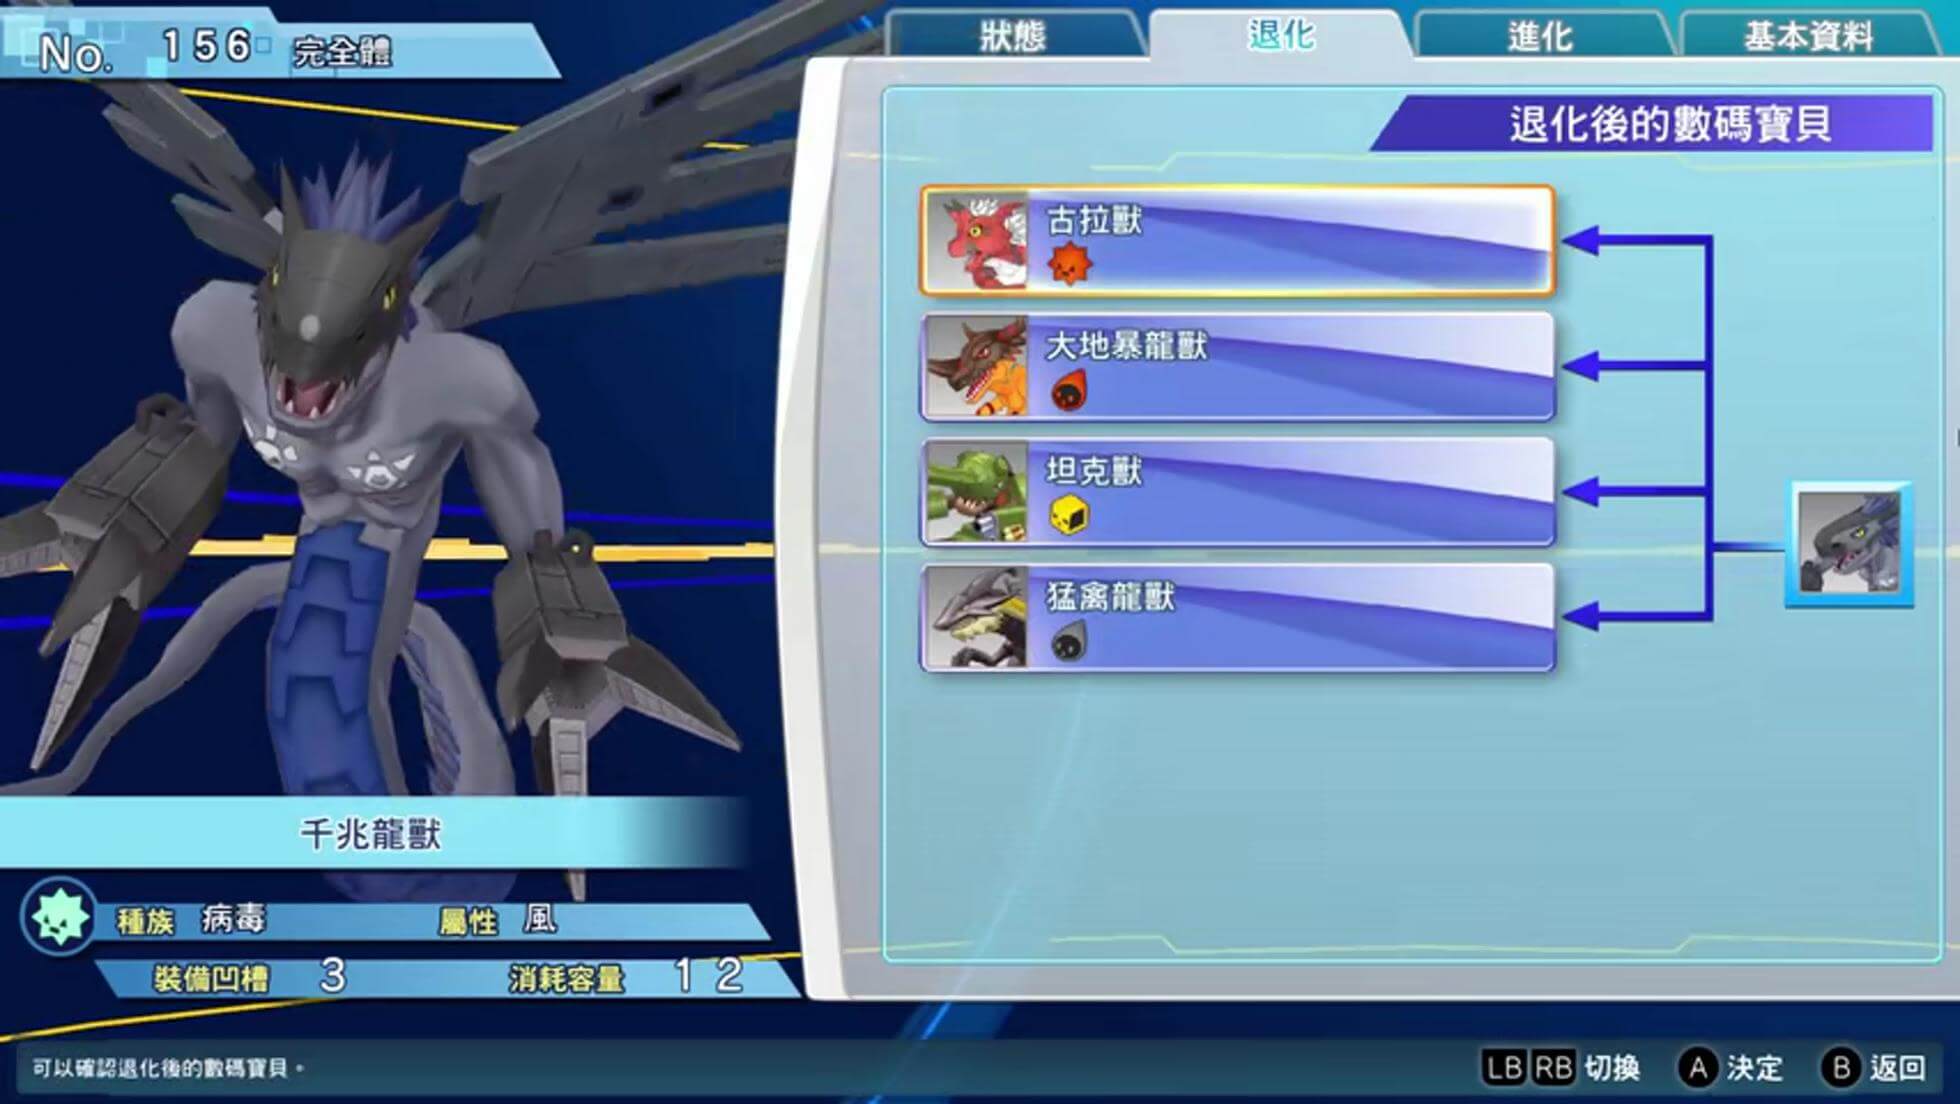 No. 156 完全體
狀態 退化 進化 基本資料
退化後的數碼寶貝
古拉獸
大地暴龍獸
坦克獸
猛禽龍獸
千兆龍獸
種族 病毒 屬性 風
裝備凹槽 3 消耗容量 12
可以確認退化後的數碼寶貝。
LB RB 切換 A 決定 B 返回